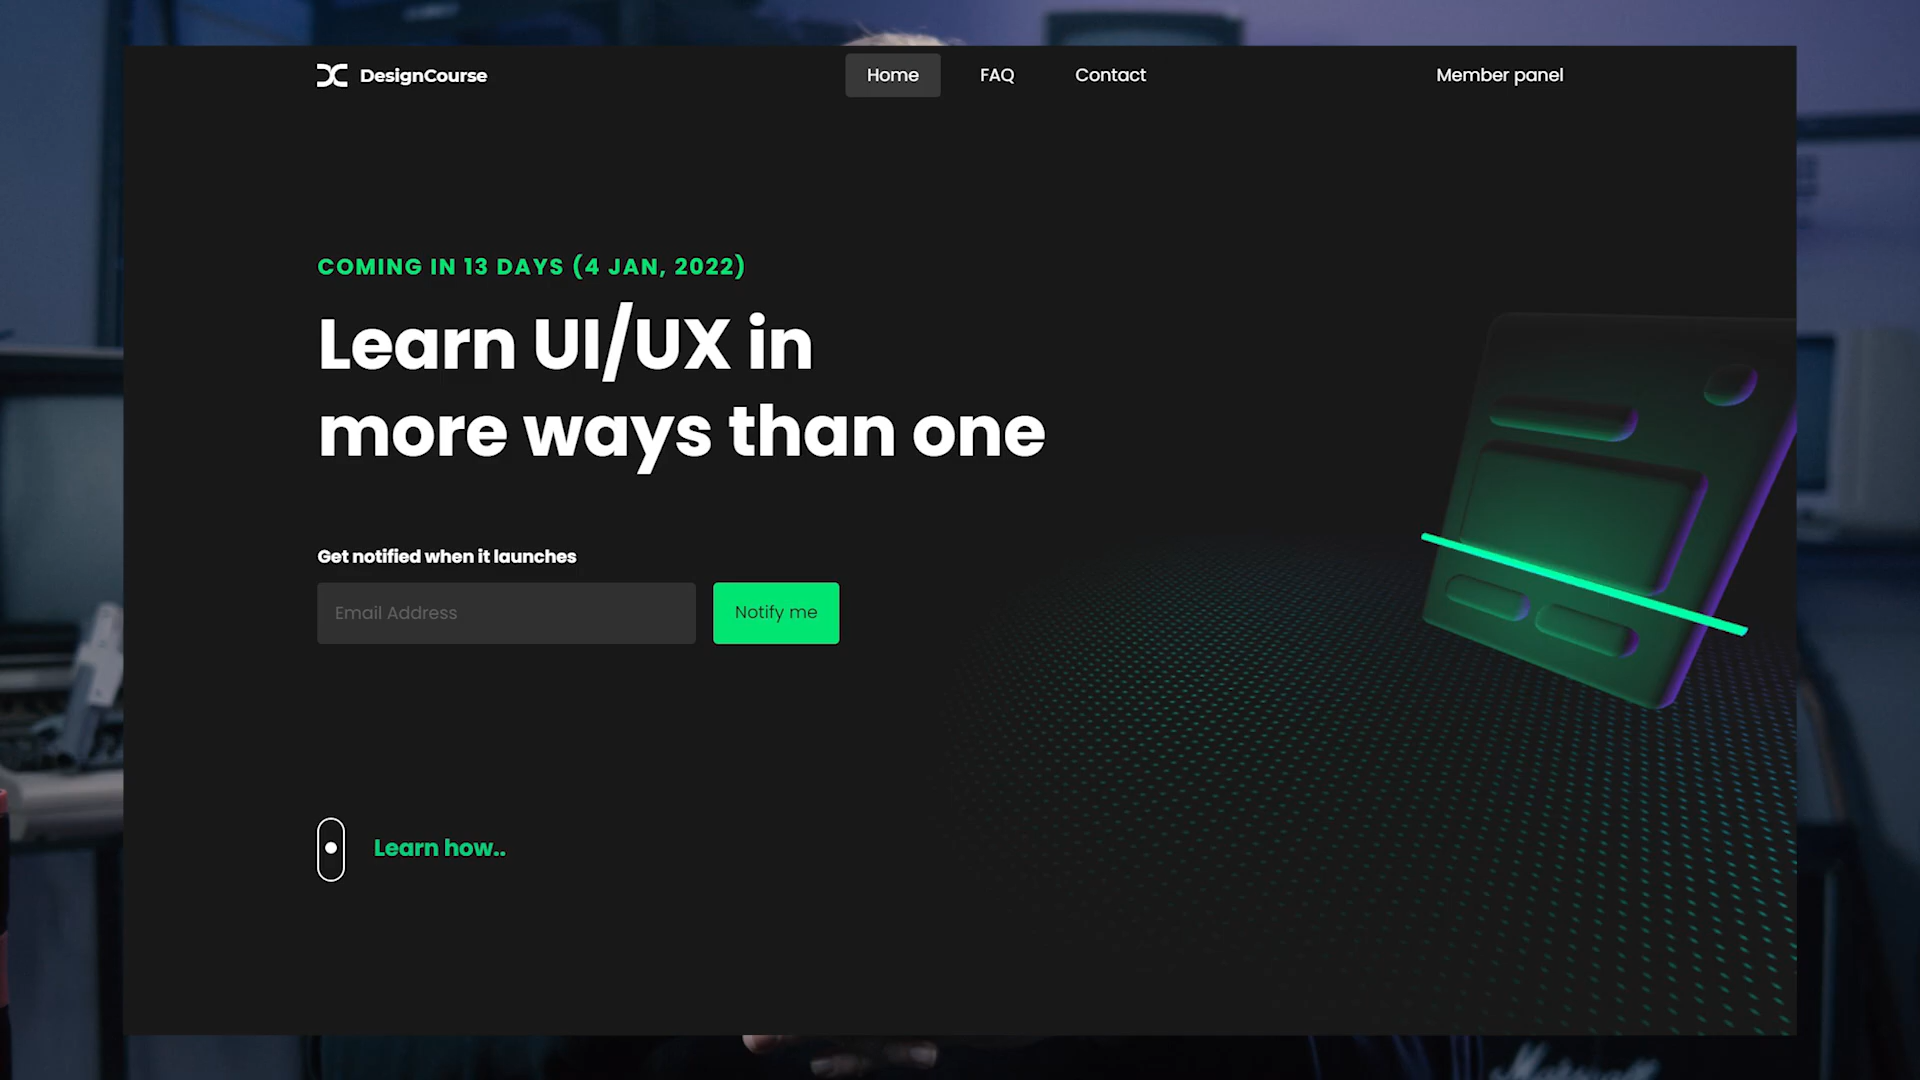 DesignCourse
Home
FAQ
Contact
Member panel
COMING IN 13 DAYS (4 JAN, 2022)
Learn UI/UX in
more ways than one
Get notified when it launches
Email Address
Notify me
Learn how..
Marshall